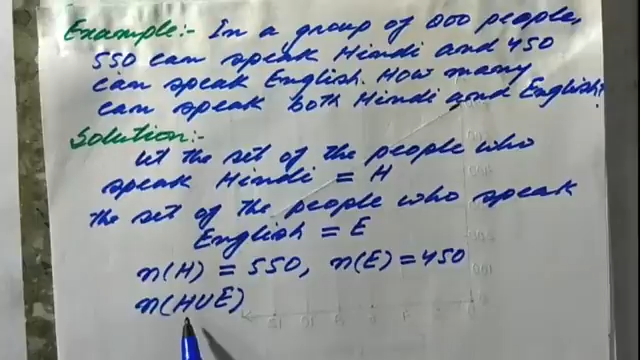 Example:- In a group of 800 people,
550 can speak Hindi and 450
can speak English. How many
can speak both Hindi and English?
Solution:-
Let the set of the people who
speak Hindi = H
the set of the people who speak
English = E
n(H) = 550, n(E) = 450
n(HUE)